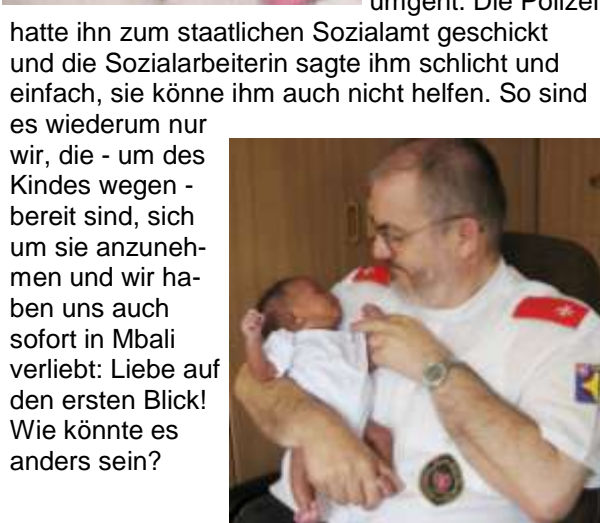 umgeht. Die Polizei
hatte ihn zum staatlichen Sozialamt geschickt
und die Sozialarbeiterin sagte ihm schlicht und
einfach, sie könne ihm auch nicht helfen. So sind
es wiederum nur
wir, die - um des
Kindes wegen -
bereit sind, sich
um sie anzuneh-
men und wir ha-
ben uns auch
sofort in Mbali
verliebt: Liebe auf
den ersten Blick!
Wie könnte es
anders sein?